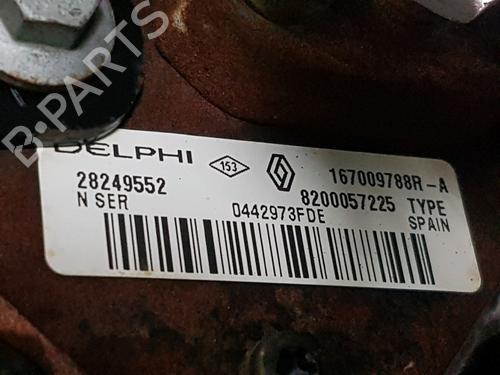 DELPHI 153 167009788R-A
28249552 8200057225 TYPE
N SER 0442973FDE SPAIN
B-PARTS